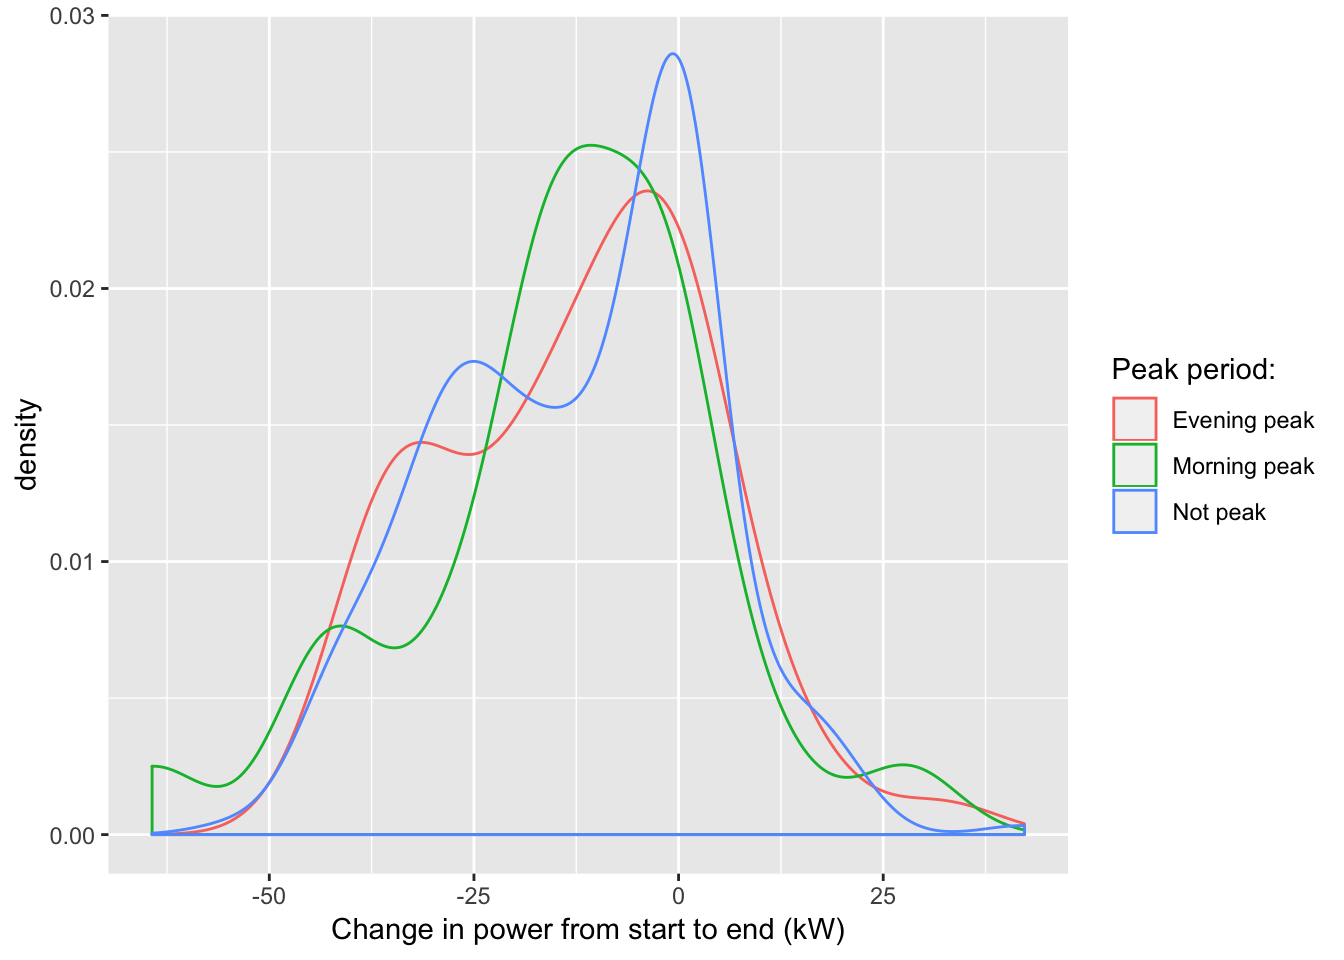 0.03
0.02
0.01
0.00
density
-50 -25 0 25
Change in power from start to end (kW)
Peak period:
Evening peak
Morning peak
Not peak